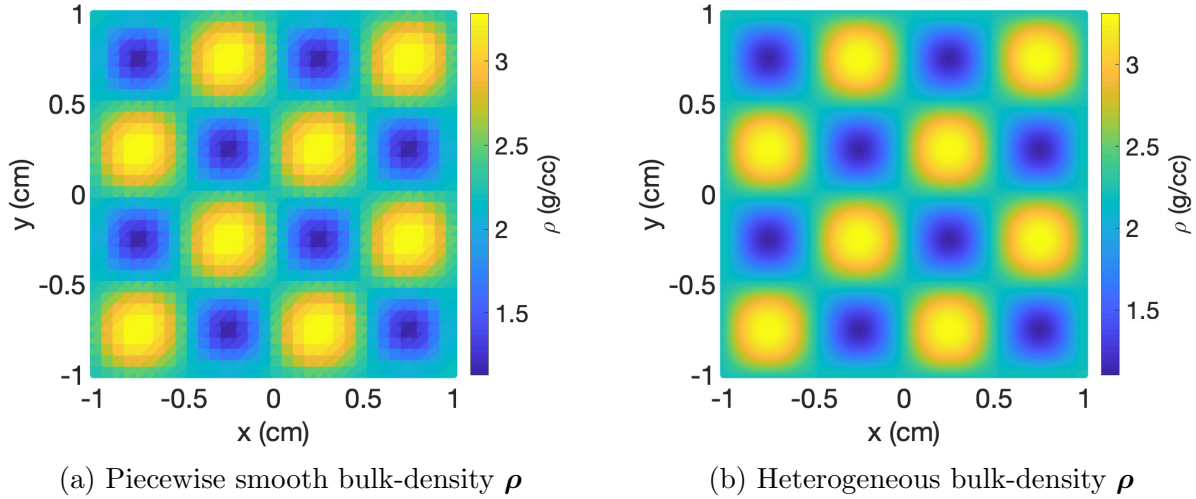 1
0.5
0
-0.5
-1
y (cm)
-1 -0.5 0 0.5 1
x (cm)
3
2.5
2
1.5
ρ (g/cc)
(a) Piecewise smooth bulk-density ρ
1
0.5
0
-0.5
-1
y (cm)
-1 -0.5 0 0.5 1
x (cm)
3
2.5
2
1.5
ρ (g/cc)
(b) Heterogeneous bulk-density ρ